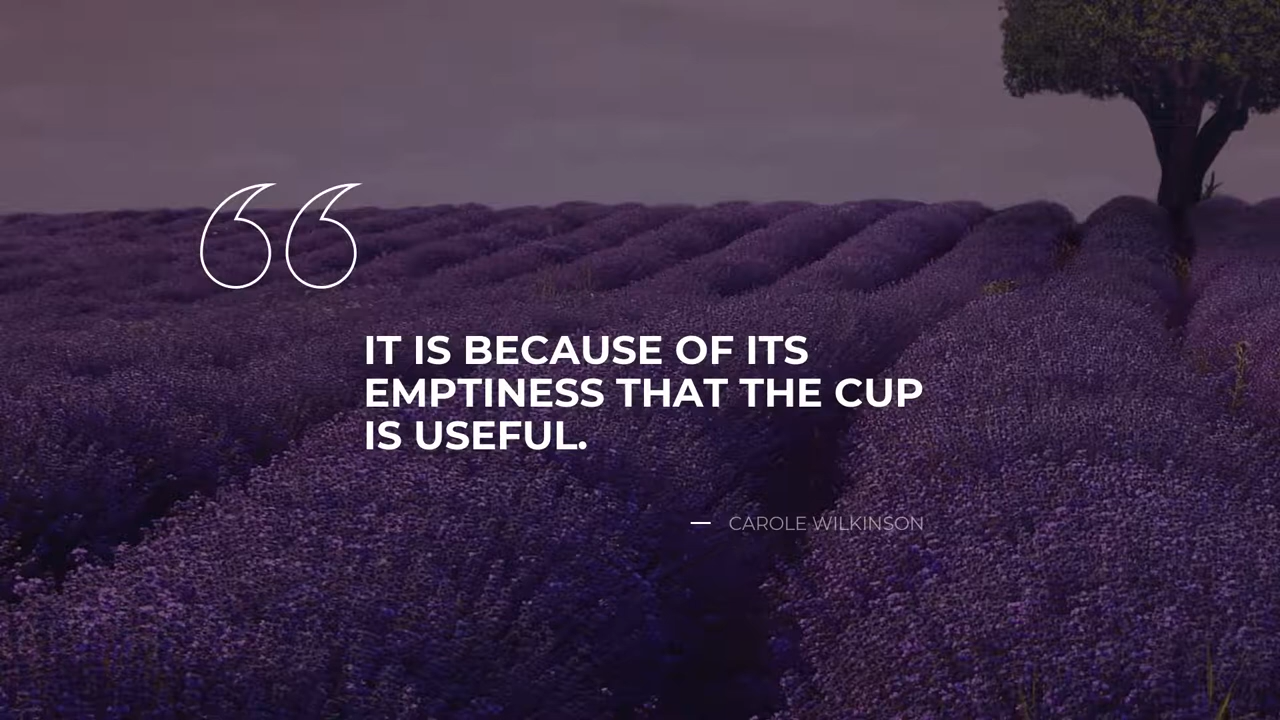 “
IT IS BECAUSE OF ITS
EMPTINESS THAT THE CUP
IS USEFUL.
— CAROLE WILKINSON